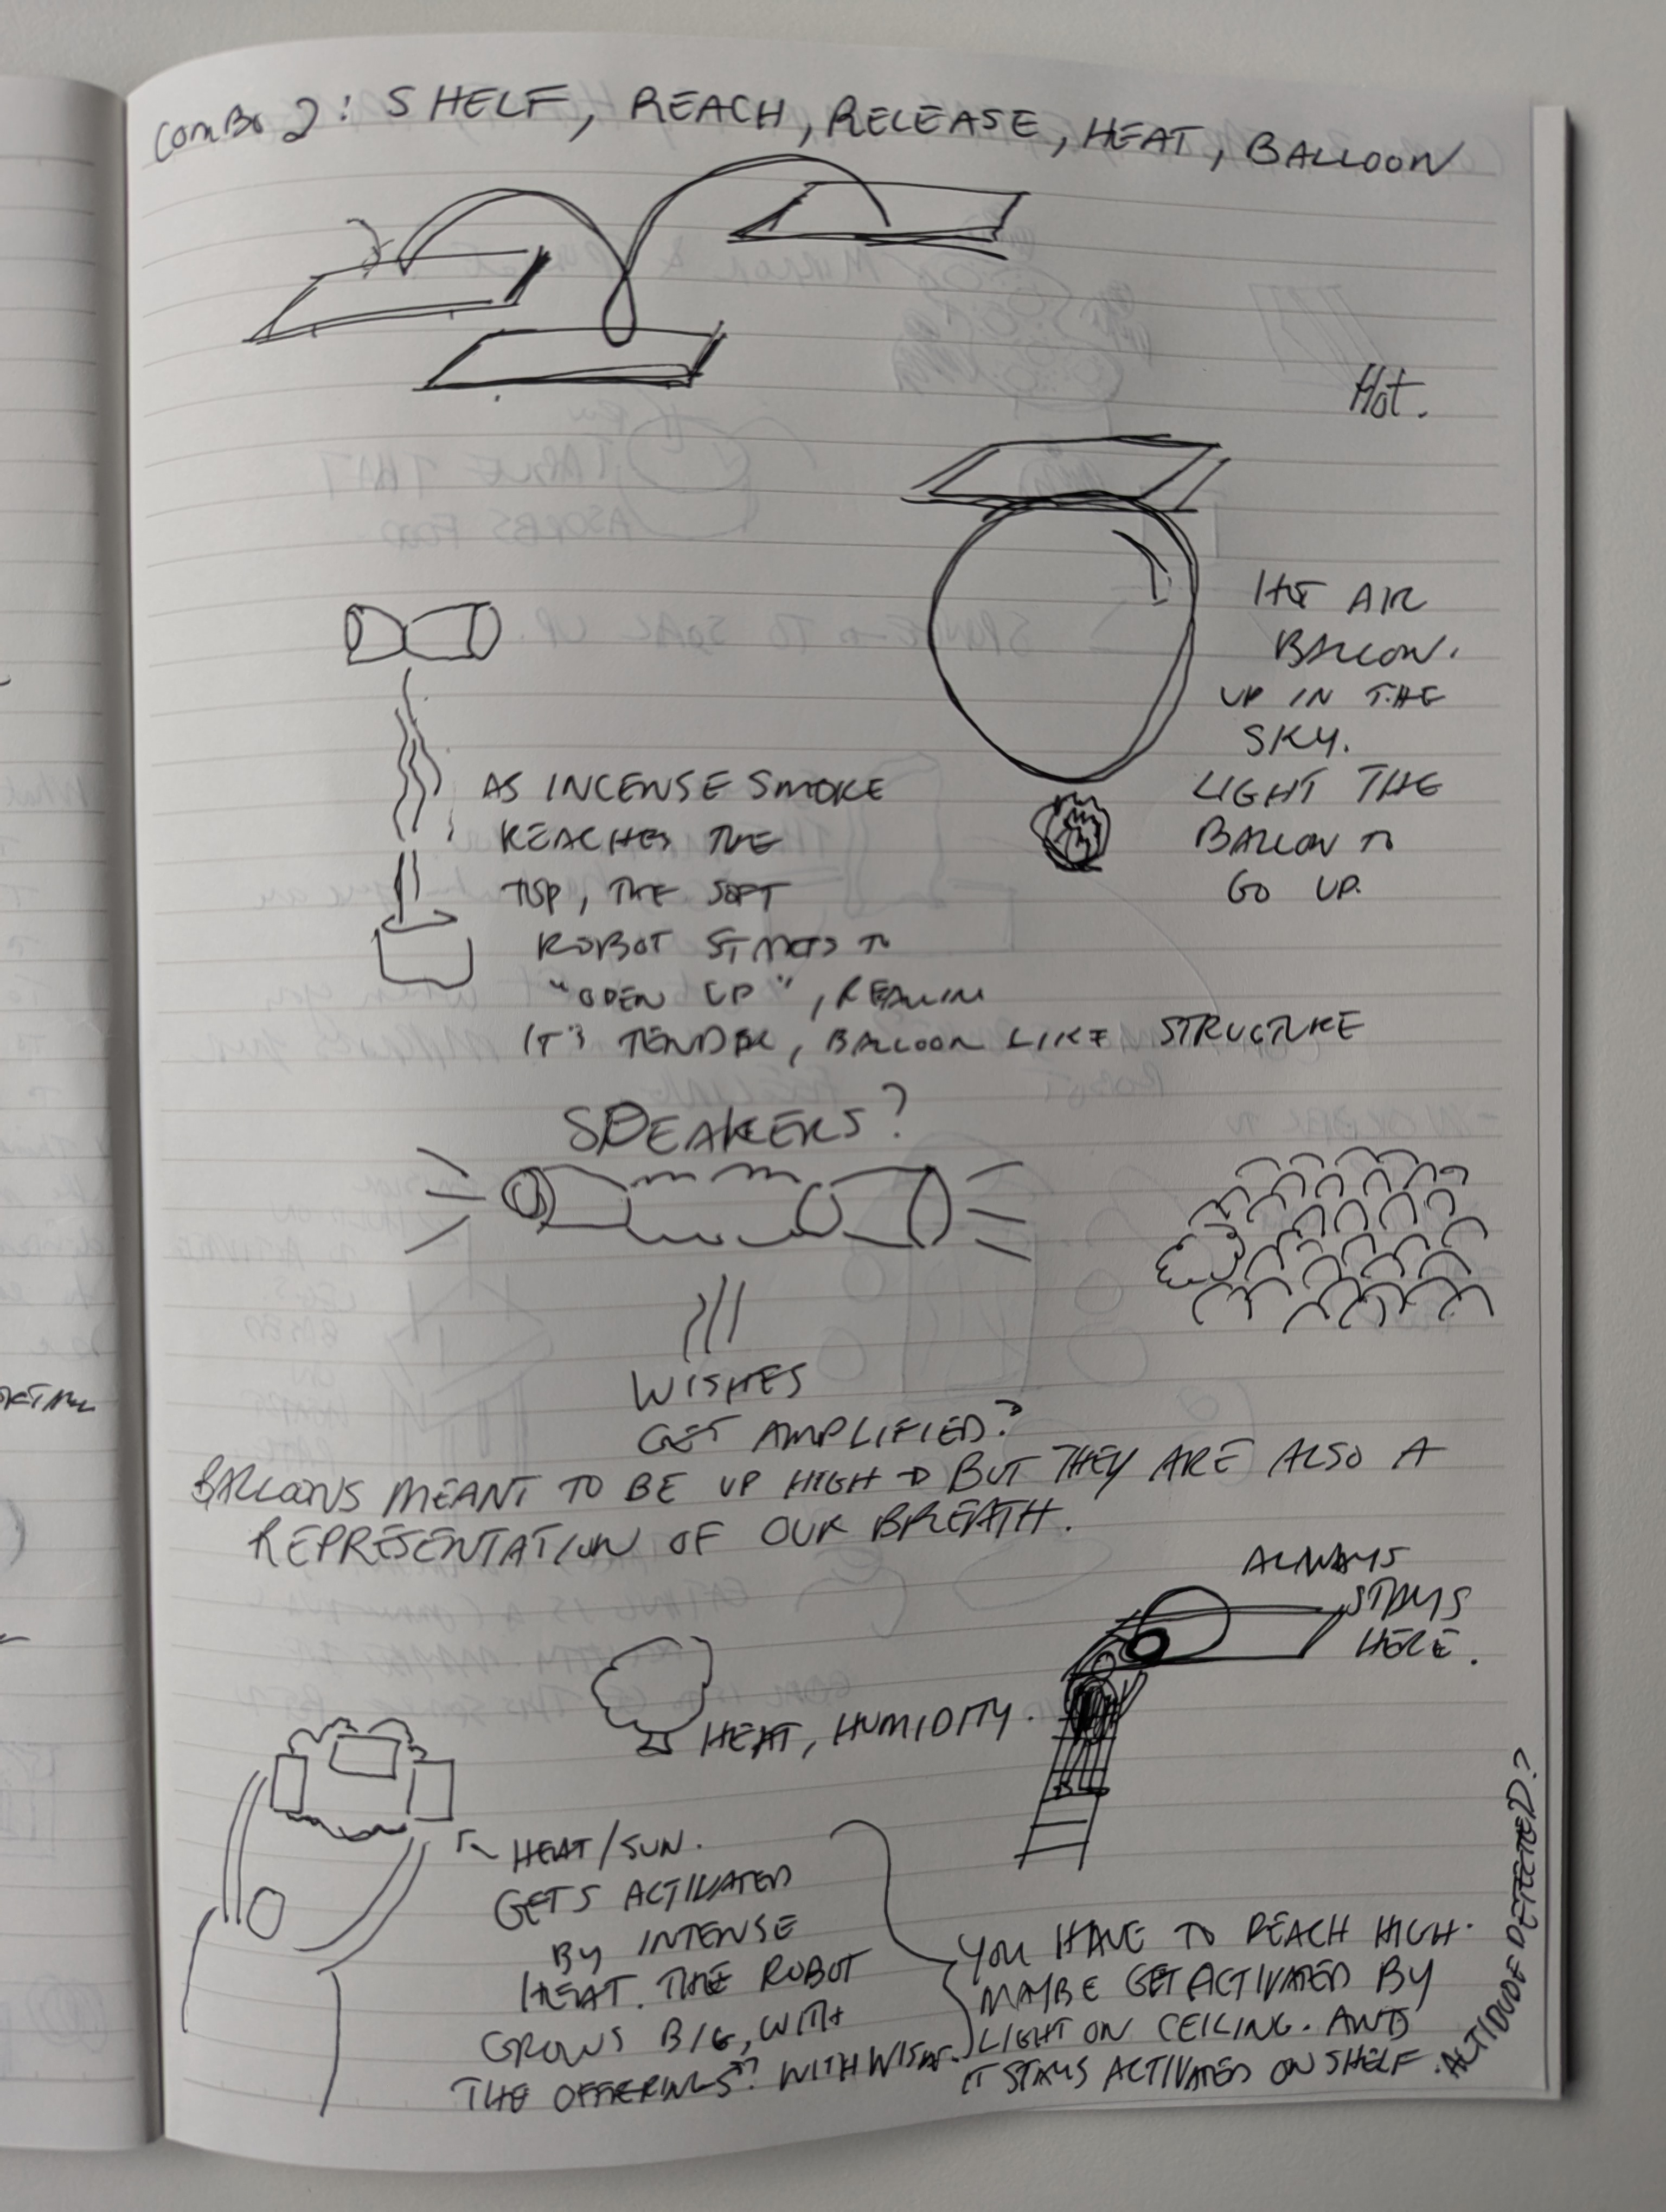 COMBO 2: SHELF, REACH, RELEASE, HEAT, BALLOON
Hot.
HOT AIR
BALLOON.
UP IN THE
SKY.
LIGHT THE
BALLON TO
GO UP.
AS INCENSE SMOKE
REACHES THE
TOP, THE SOFT
ROBOT STARTS TO
"OPEN UP",
IT'S TENDER, BALLOON LIKE STRUCTURE
SPEAKERS?
WISHES
GET AMPLIFIED?
BALLOONS MEANT TO BE UP HIGH → BUT THEY ARE ALSO A
REPRESENTATION OF OUR BREATH.
ALWAYS
STAYS
HERE.
HEAT, HUMIDITY.
HEAT/SUN.
GETS ACTIVATED
BY INTENSE
HEAT. THE ROBOT
GROWS BIG, WITH
THE OFFERINGS? WITH WISH.
YOU HAVE TO REACH HIGH.
MAYBE GET ACTIVATED BY
LIGHT ON CEILING. AND
IT STAYS ACTIVATED ON SHELF.
ALTIDUDE DETECTED?